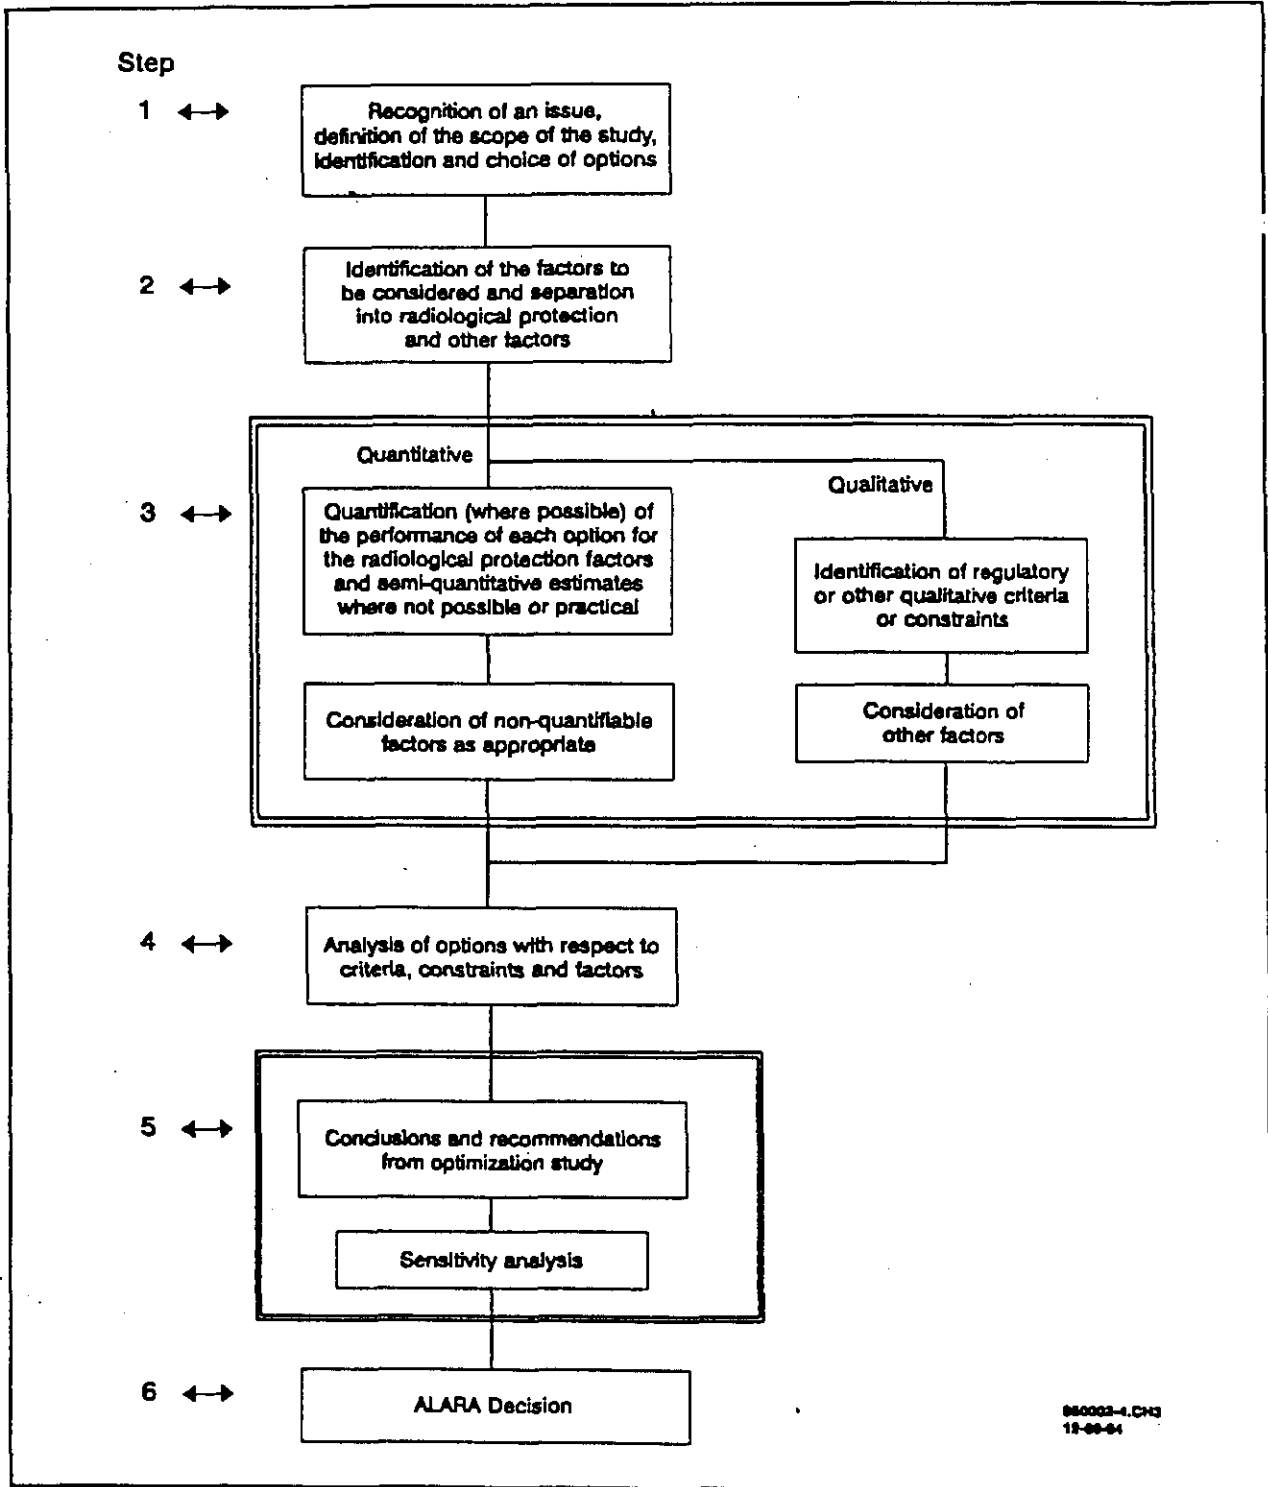 Step
1
Recognition of an issue,
definition of the scope of the study,
identification and choice of options
2
Identification of the factors to
be considered and separation
into radiological protection
and other factors
Quantitative
Qualitative
3
Quantification (where possible) of
the performance of each option for
the radiological protection factors
and semi-quantitative estimates
where not possible or practical
Identification of regulatory
or other qualitative criteria
or constraints
Consideration of non-quantifiable
factors as appropriate
Consideration of
other factors
4
Analysis of options with respect to
criteria, constraints and factors
5
Conclusions and recommendations
from optimization study
Sensitivity analysis
6
ALARA Decision